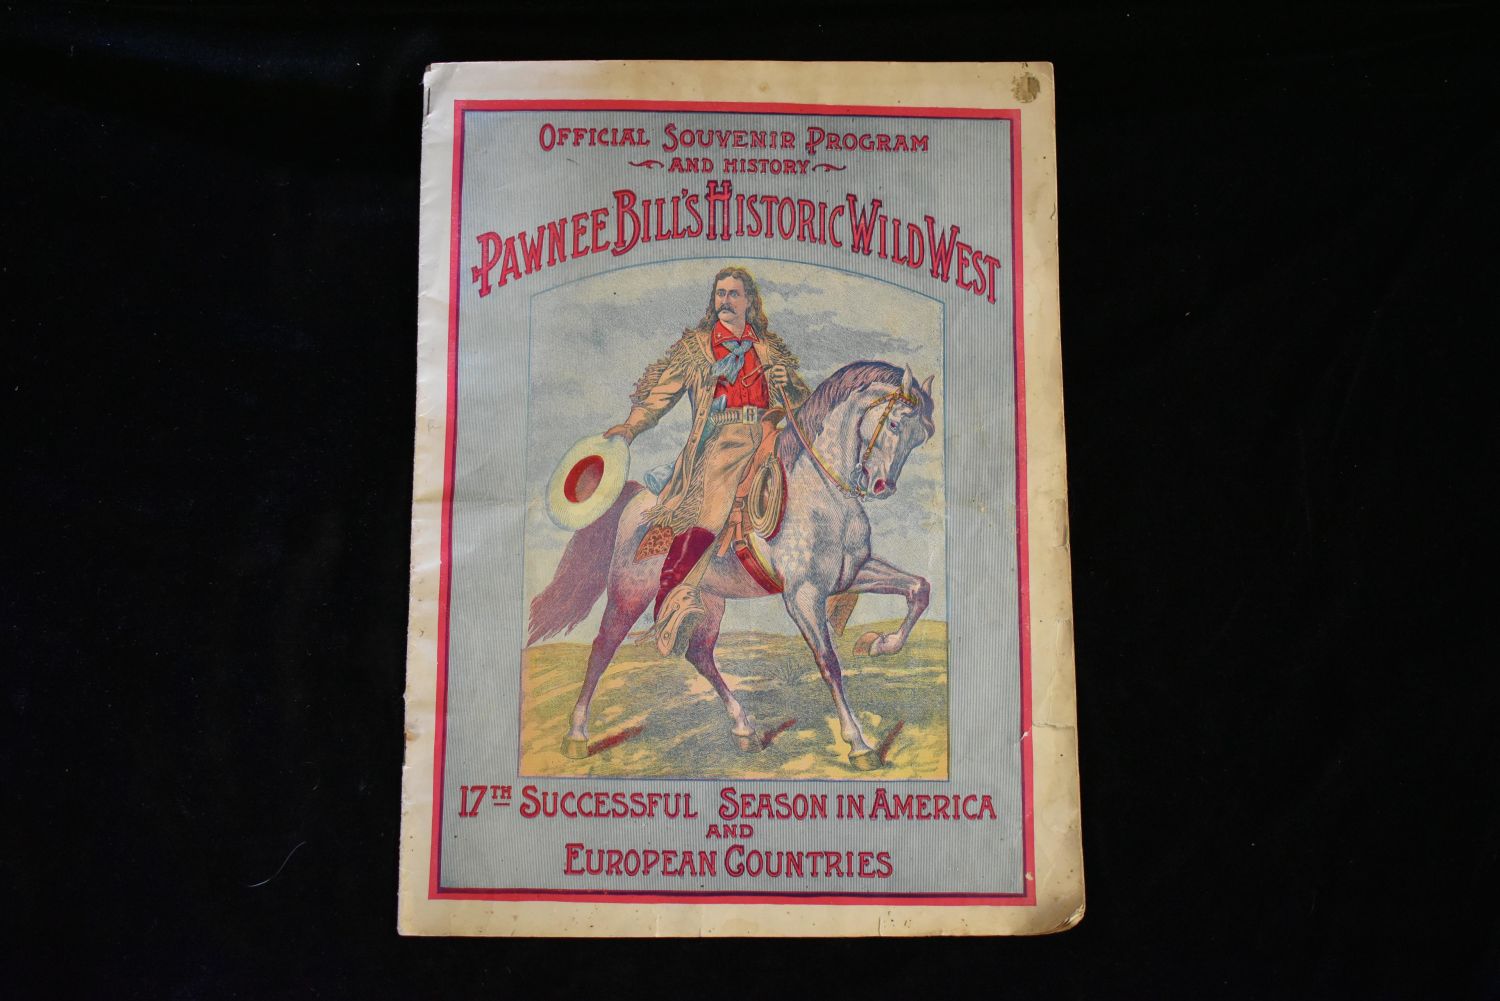 Official Souvenir Program
and History
Pawnee Bill's Historic Wild West
17th Successful Season in America
and
European Countries